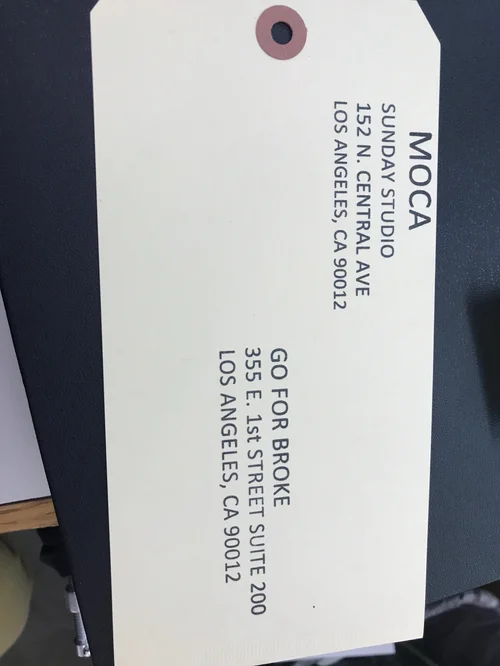 MOCA
SUNDAY STUDIO
152 N. CENTRAL AVE
LOS ANGELES, CA 90012
GO FOR BROKE
355 E. 1st STREET SUITE 200
LOS ANGELES, CA 90012